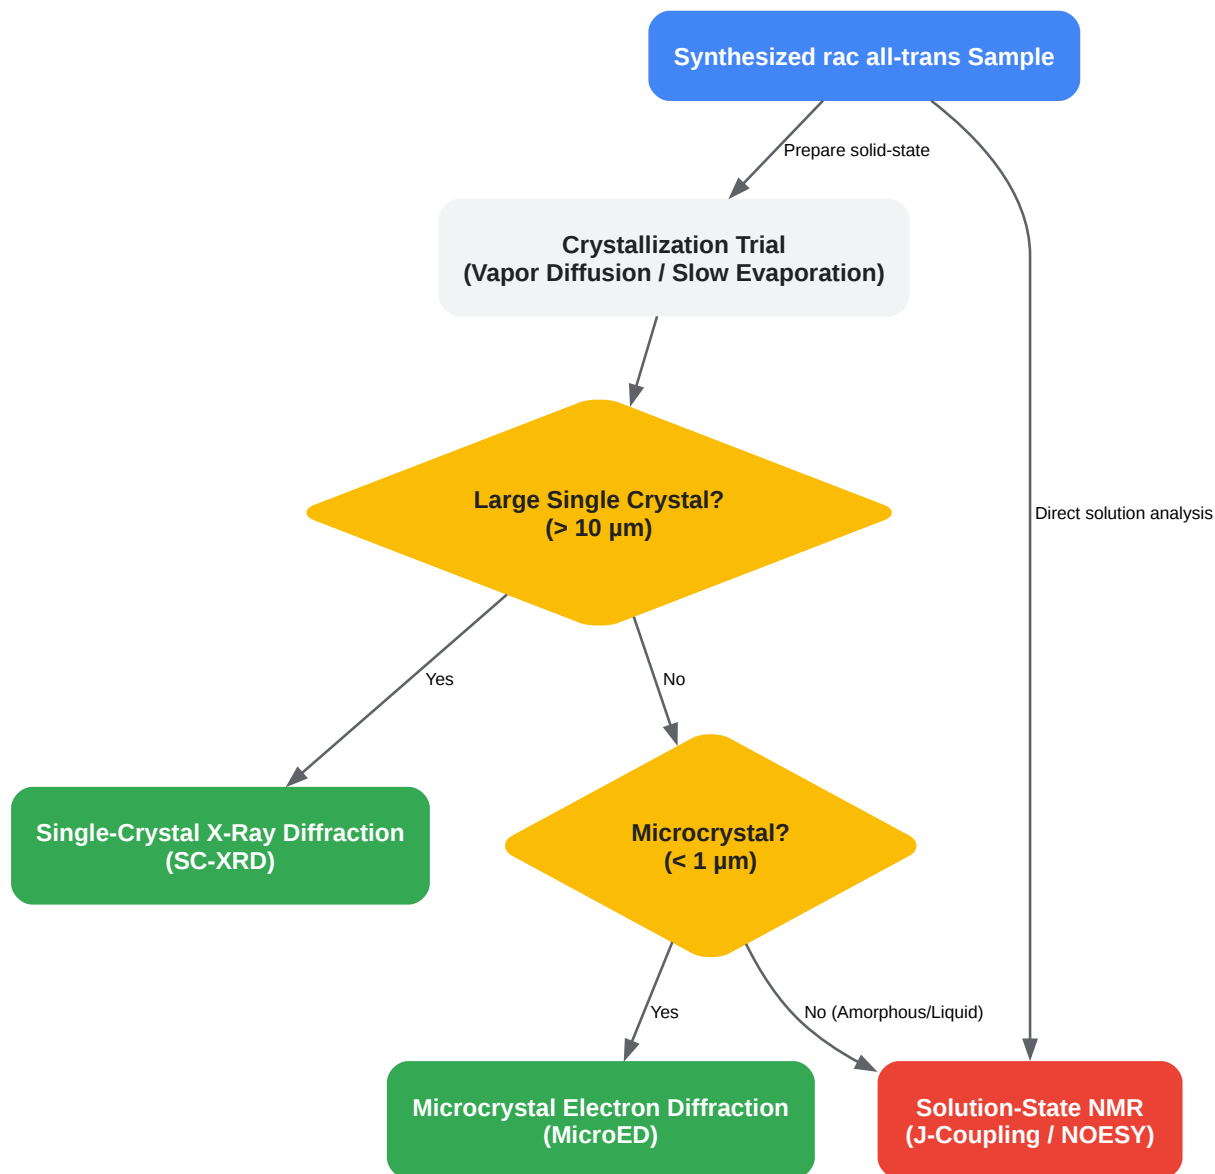 Synthesized rac all-trans Sample
Prepare solid-state
Crystallization Trial
(Vapor Diffusion / Slow Evaporation)
Large Single Crystal?
(> 10 µm)
Direct solution analysis
Yes
No
Single-Crystal X-Ray Diffraction
(SC-XRD)
Microcrystal?
(< 1 µm)
Yes
No (Amorphous/Liquid)
Microcrystal Electron Diffraction
(MicroED)
Solution-State NMR
(J-Coupling / NOESY)